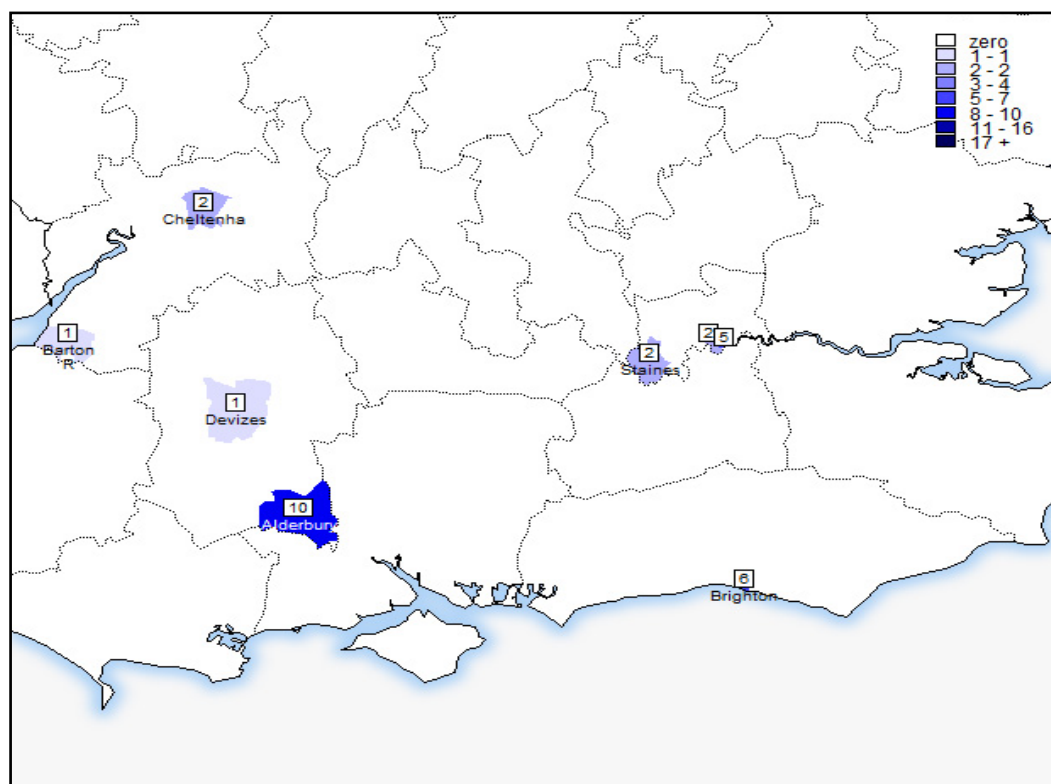 zero
1 - 1
2 - 2
3 - 4
5 - 7
8 - 10
11 - 16
17 +
2
Cheltenha
1
Barton
R
2
Staines
2
5
1
Devizes
10
Alderbury
6
Brighton